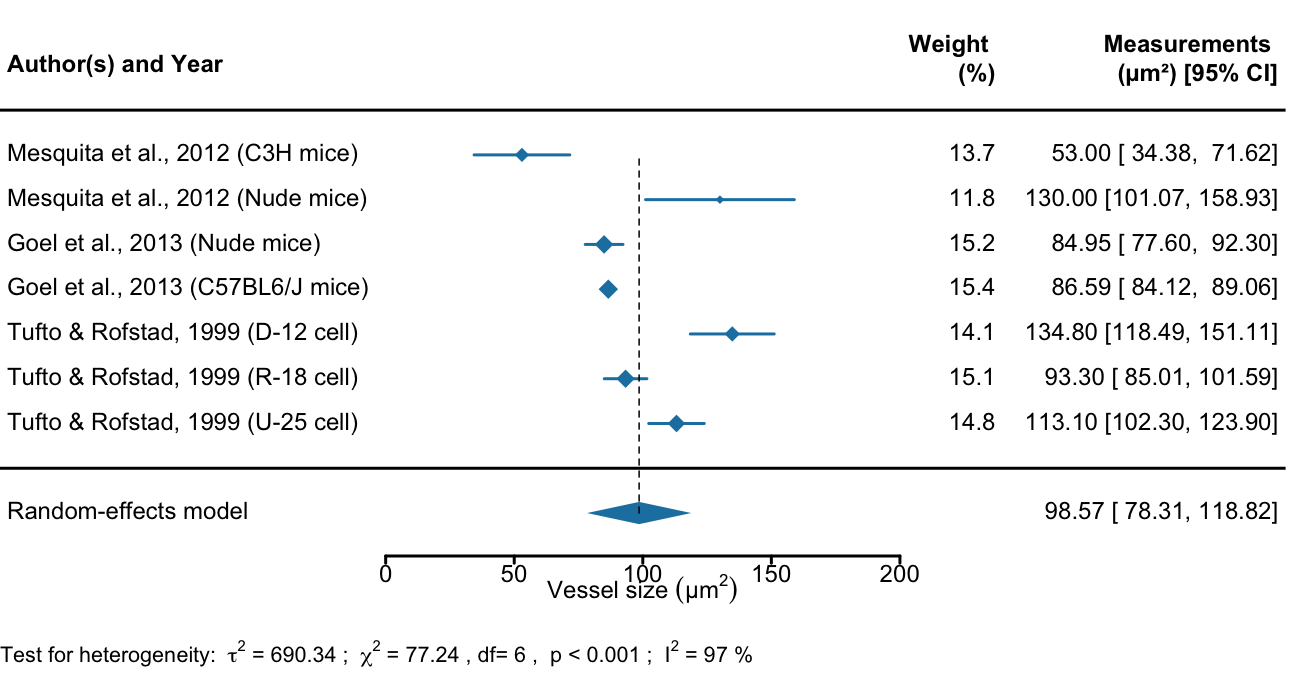 Author(s) and Year Weight (%) Measurements (µm²) [95% CI]
Mesquita et al., 2012 (C3H mice) 13.7 53.00 [ 34.38, 71.62]
Mesquita et al., 2012 (Nude mice) 11.8 130.00 [101.07, 158.93]
Goel et al., 2013 (Nude mice) 15.2 84.95 [ 77.60, 92.30]
Goel et al., 2013 (C57BL6/J mice) 15.4 86.59 [ 84.12, 89.06]
Tufto & Rofstad, 1999 (D-12 cell) 14.1 134.80 [118.49, 151.11]
Tufto & Rofstad, 1999 (R-18 cell) 15.1 93.30 [ 85.01, 101.59]
Tufto & Rofstad, 1999 (U-25 cell) 14.8 113.10 [102.30, 123.90]
Random-effects model 98.57 [ 78.31, 118.82]
0 50 100 150 200
Vessel size (µm²)
Test for heterogeneity: τ² = 690.34 ; χ² = 77.24 , df= 6 , p < 0.001 ; I² = 97 %